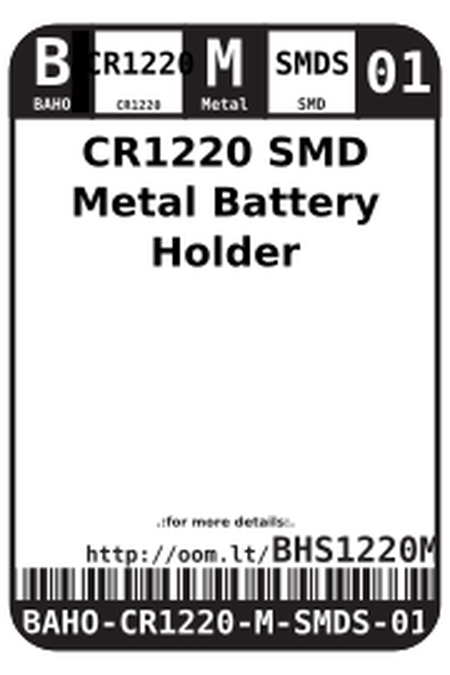 B CR1220 M SMDS 01
BAHO CR1220 Metal SMD
CR1220 SMD
Metal Battery
Holder
.:for more details:.
http://oom.lt/BHS1220M
BAHO-CR1220-M-SMDS-01